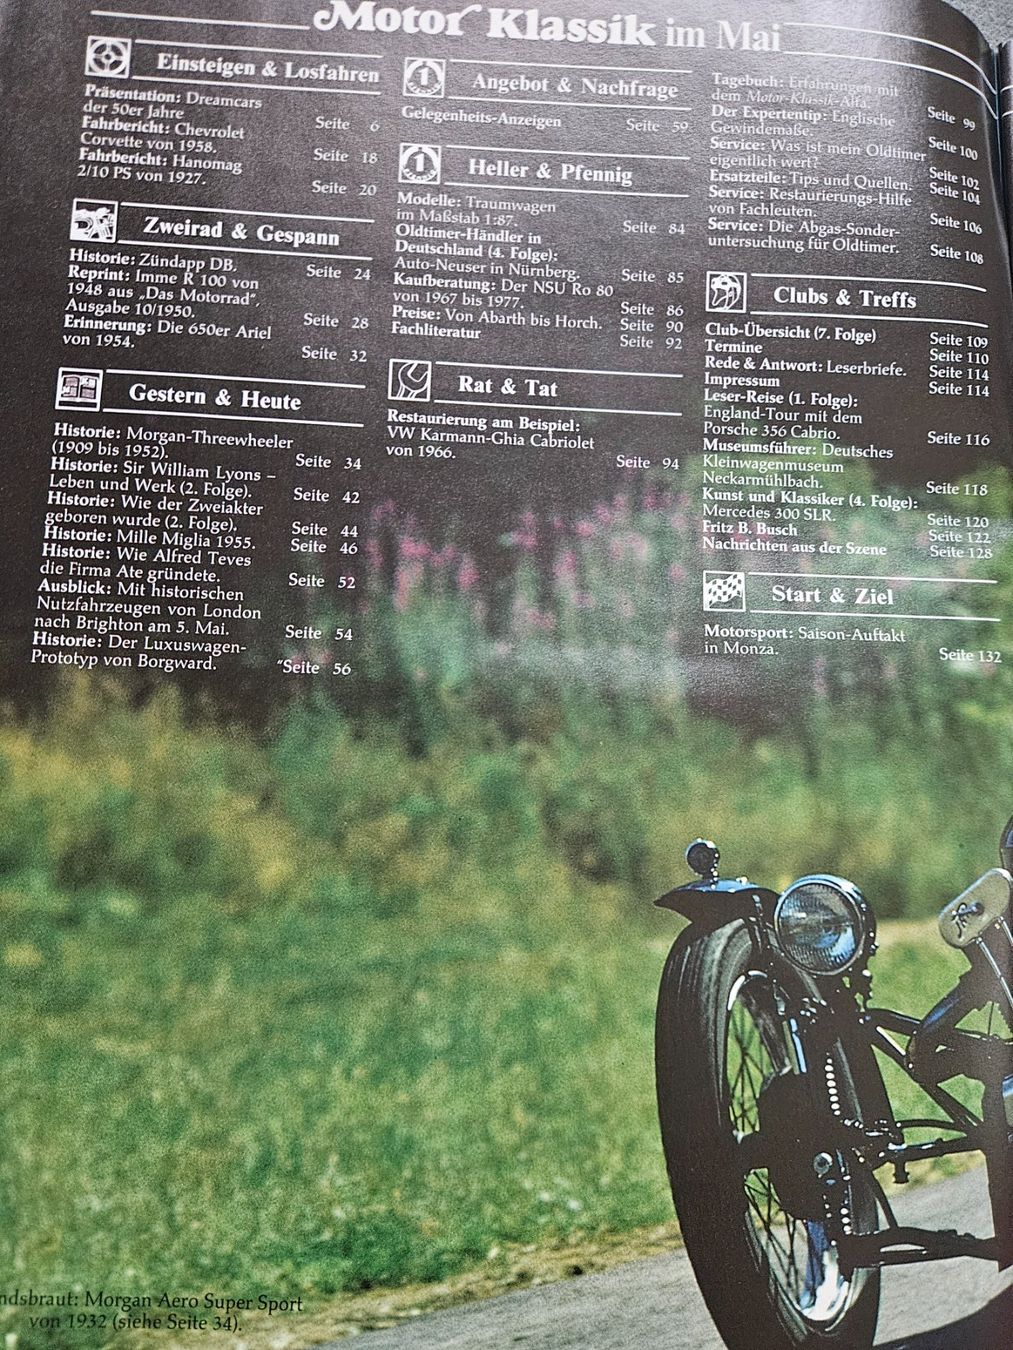 Motor Klassik im Mai
Einsteigen & Losfahren
Präsentation: Dreamcars
der 50er Jahre Seite 6
Fahrbericht: Chevrolet
Corvette von 1958. Seite 18
Fahrbericht: Hanomag
2/10 PS von 1927. Seite 20
Zweirad & Gespann
Historie: Zündapp DB. Seite 24
Reprint: Imme R 100 von
1948 aus „Das Motorrad“,
Ausgabe 10/1950. Seite 28
Erinnerung: Die 650er Ariel
von 1954. Seite 32
Gestern & Heute
Historie: Morgan-Threewheeler
(1909 bis 1952). Seite 34
Historie: Sir William Lyons –
Leben und Werk (2. Folge). Seite 42
Historie: Wie der Zweiakter
geboren wurde (2. Folge). Seite 44
Historie: Mille Miglia 1955. Seite 46
Historie: Wie Alfred Teves
die Firma Ate gründete. Seite 52
Ausblick: Mit historischen
Nutzfahrzeugen von London
nach Brighton am 5. Mai. Seite 54
Historie: Der Luxuswagen-
Prototyp von Borgward. Seite 56
Angebot & Nachfrage
Gelegenheits-Anzeigen Seite 59
Heller & Pfennig
Modelle: Traumwagen
im Maßstab 1:87. Seite 84
Oldtimer-Händler in
Deutschland (4. Folge):
Auto-Neuser in Nürnberg. Seite 85
Kaufberatung: Der NSU Ro 80
von 1967 bis 1977. Seite 86
Preise: Von Abarth bis Horch. Seite 90
Fachliteratur Seite 92
Rat & Tat
Restaurierung am Beispiel:
VW Karmann-Ghia Cabriolet
von 1966. Seite 94
Tagebuch: Erfahrungen mit
dem Motor-Klassik-Alfa. Seite 99
Der Expertentip: Englische
Gewindemaße. Seite 100
Service: Was ist mein Oldtimer
eigentlich wert? Seite 102
Ersatzteile: Tips und Quellen. Seite 104
Service: Restaurierungs-Hilfe
von Fachleuten. Seite 106
Service: Die Abgas-Sonder-
untersuchung für Oldtimer. Seite 108
Clubs & Treffs
Club-Übersicht (7. Folge) Seite 109
Termine Seite 110
Rede & Antwort: Leserbriefe. Seite 114
Impressum Seite 114
Leser-Reise (1. Folge):
England-Tour mit dem
Porsche 356 Cabrio. Seite 116
Museumsführer: Deutsches
Kleinwagenmuseum
Neckarmühlbach. Seite 118
Kunst und Klassiker (4. Folge):
Mercedes 300 SLR. Seite 120
Fritz B. Busch Seite 122
Nachrichten aus der Szene Seite 128
Start & Ziel
Motorsport: Saison-Auftakt
in Monza. Seite 132
ndsbraut: Morgan Aero Super Sport
von 1932 (siehe Seite 34).